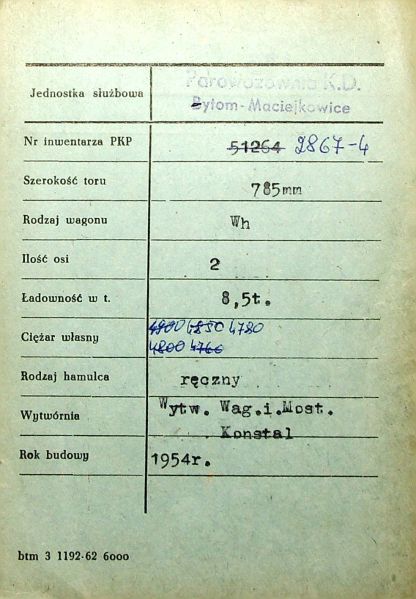 Jednostka służbowa Parowozownia K.D.
Bytom-Maciejkowice
Nr inwentarza PKP 51264 2867-4
Szerokość toru 785mm
Rodzaj wagonu Wh
Ilość osi 2
Ładowność w t. 8,5t.
4900 4850 4780
Ciężar własny
4800 4766
Rodzaj hamulca ręczny
Wytwórnia Wytw. Wag.i.Most.
Konstal
Rok budowy 1954r.
btm 3 1192-62 6000